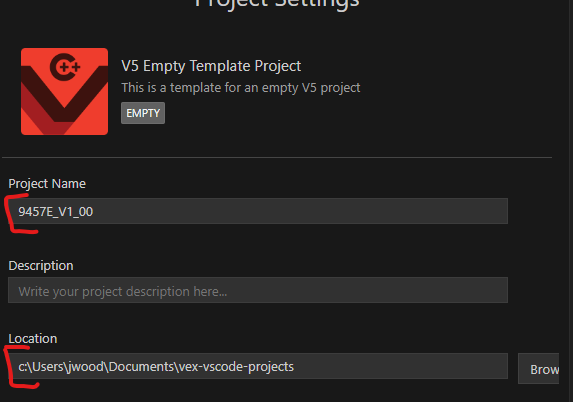 Project Settings
C++
V5 Empty Template Project
This is a template for an empty V5 project
EMPTY
Project Name
9457E_V1_00
Description
Write your project description here...
Location
c:\Users\jwood\Documents\vex-vscode-projects
Brow